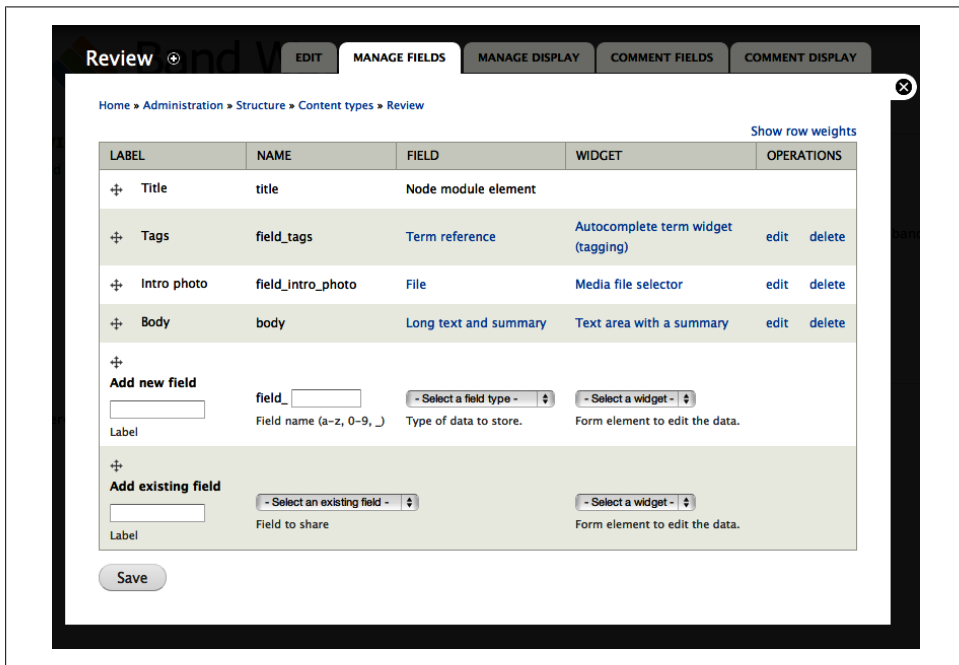 Review
EDIT
MANAGE FIELDS
MANAGE DISPLAY
COMMENT FIELDS
COMMENT DISPLAY
Home » Administration » Structure » Content types » Review
Show row weights
LABEL NAME FIELD WIDGET OPERATIONS
Title title Node module element
Tags field_tags Term reference Autocomplete term widget (tagging) edit delete
Intro photo field_intro_photo File Media file selector edit delete
Body body Long text and summary Text area with a summary edit delete
Add new field
field_ - Select a field type - - Select a widget -
Label Field name (a-z, 0-9, _) Type of data to store. Form element to edit the data.
Add existing field
- Select an existing field - - Select a widget -
Label Field to share Form element to edit the data.
Save